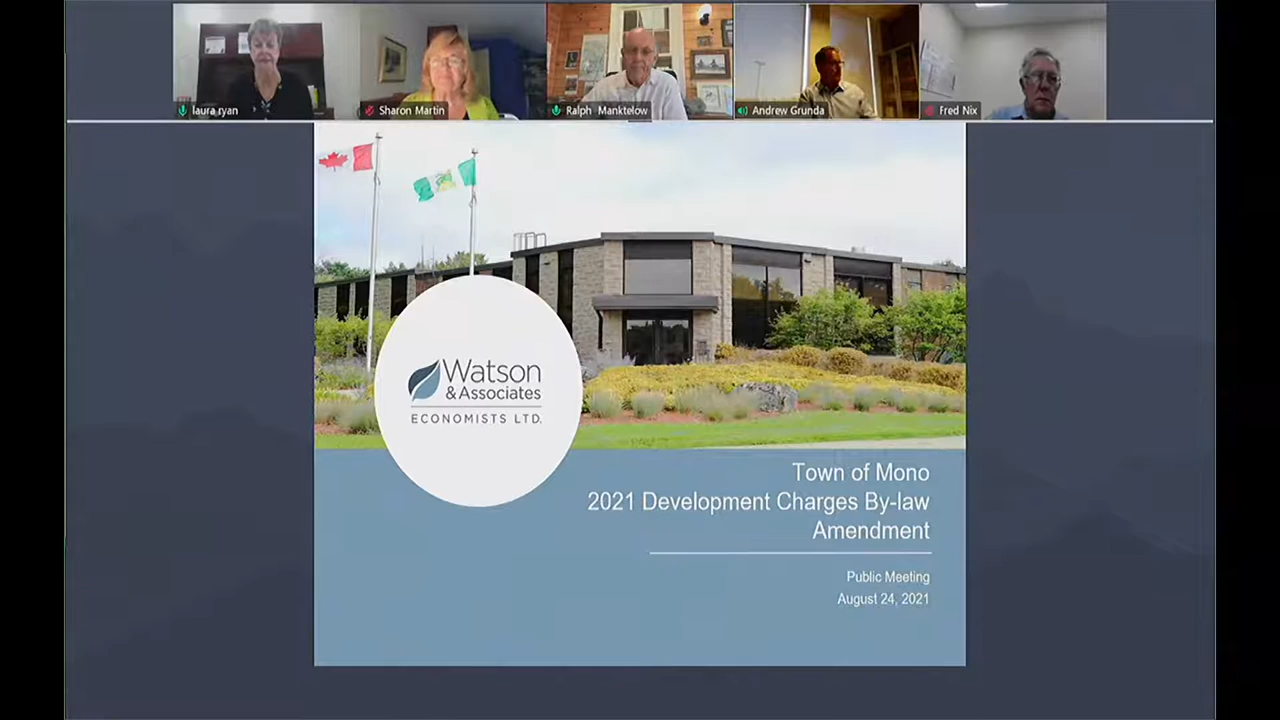 laura ryan
Sharon Martin
Ralph Manktelow
Andrew Grunda
Fred Nix
Watson
& Associates
ECONOMISTS LTD.
Town of Mono
2021 Development Charges By-law
Amendment
Public Meeting
August 24, 2021